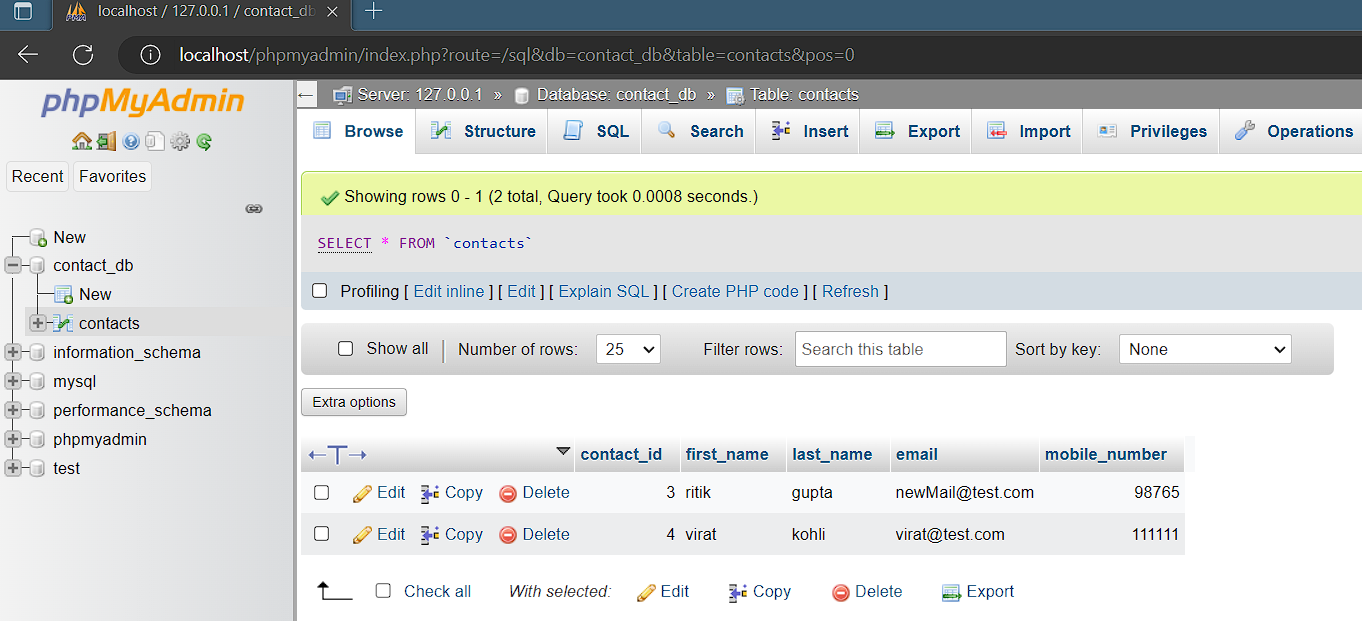 localhost / 127.0.0.1 / contact_db
localhost/phpmyadmin/index.php?route=/sql&db=contact_db&table=contacts&pos=0
phpMyAdmin
Recent Favorites
New
contact_db
New
contacts
information_schema
mysql
performance_schema
phpmyadmin
test
Server: 127.0.0.1 » Database: contact_db » Table: contacts
Browse Structure SQL Search Insert Export Import Privileges Operations
Showing rows 0 - 1 (2 total, Query took 0.0008 seconds.)
SELECT * FROM `contacts`
Profiling [ Edit inline ] [ Edit ] [ Explain SQL ] [ Create PHP code ] [ Refresh ]
Show all | Number of rows: 25 Filter rows: Search this table Sort by key: None
Extra options
←T→ contact_id first_name last_name email mobile_number
Edit Copy Delete 3 ritik gupta newMail@test.com 98765
Edit Copy Delete 4 virat kohli virat@test.com 111111
Check all With selected: Edit Copy Delete Export